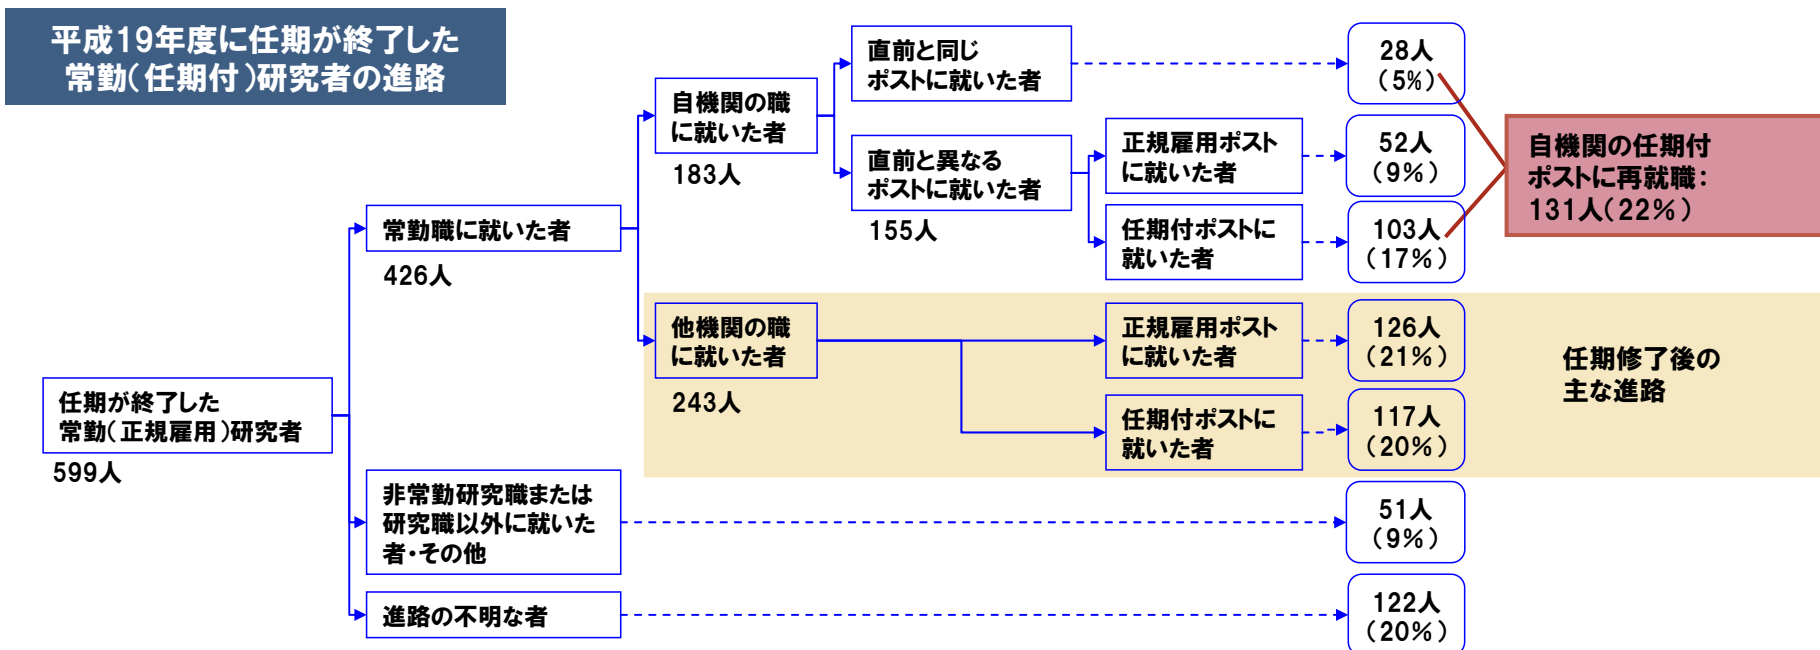 平成19年度に任期が終了した
常勤(任期付)研究者の進路
任期が終了した
常勤(正規雇用)研究者
599人
常勤職に就いた者
426人
非常勤研究職または
研究職以外に就いた
者・その他
進路の不明な者
自機関の職
に就いた者
183人
他機関の職
に就いた者
243人
直前と同じ
ポストに就いた者
直前と異なる
ポストに就いた者
155人
正規雇用ポスト
に就いた者
任期付ポストに
就いた者
正規雇用ポスト
に就いた者
任期付ポストに
就いた者
28人
(5%)
52人
(9%)
103人
(17%)
126人
(21%)
117人
(20%)
51人
(9%)
122人
(20%)
自機関の任期付
ポストに再就職:
131人(22%)
任期修了後の
主な進路